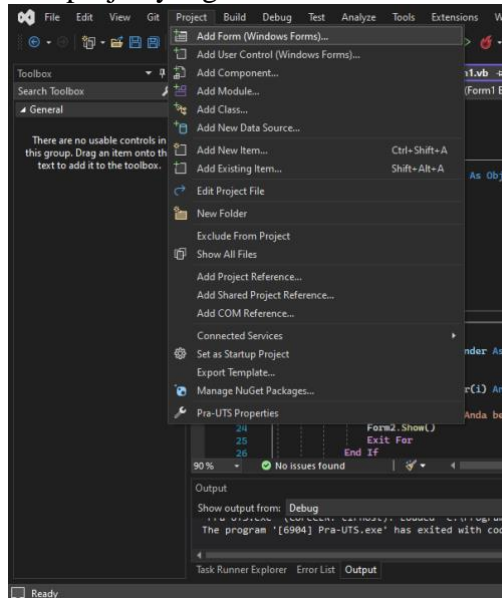 File Edit View Git Project Build Debug Test Analyze Tools Extensions
Add Form (Windows Forms)...
Add User Control (Windows Forms)...
Toolbox
Add Component...
Search Toolbox
Add Module...
General
Add Class...
Add New Data Source...
There are no usable controls in
this group. Drag an item onto th
text to add it to the toolbox.
Add New Item... Ctrl+Shift+A
Add Existing Item... Shift+Alt+A
As Obj
Edit Project File
New Folder
Exclude From Project
Show All Files
Add Project Reference...
Add Shared Project Reference...
Add COM Reference...
Connected Services
Set as Startup Project
nder As
Export Template...
Manage NuGet Packages...
r(i) An
Pra-UTS Properties
Anda be
24 Form2.Show()
25 Exit For
26 End If
90 % No issues found
Output
Show output from: Debug
The program '[6904] Pra-UTS.exe' has exited with cod
Task Runner Explorer Error List Output
Ready